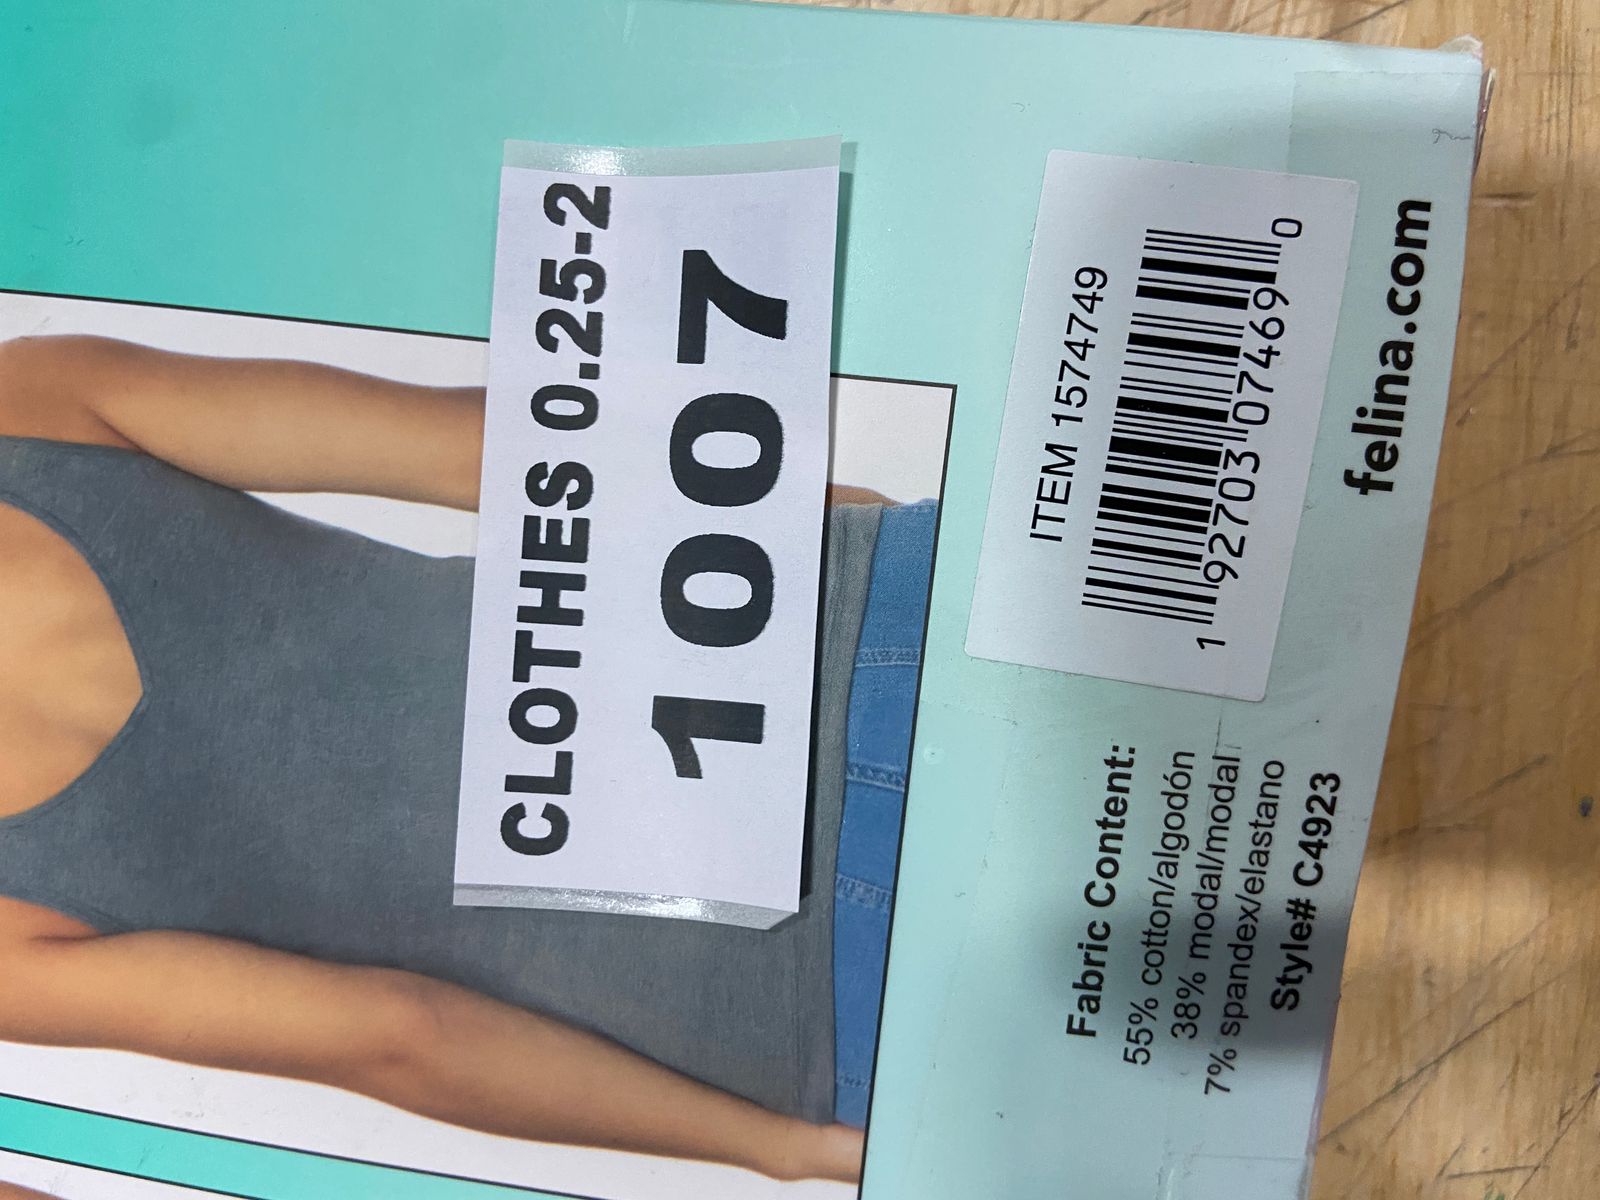 CLOTHES 0.25-2
1007
ITEM 1574749
1 92703 07469 0
felina.com
Fabric Content:
55% cotton/algodón
38% modal/modal
7% spandex/elastano
Style# C4923